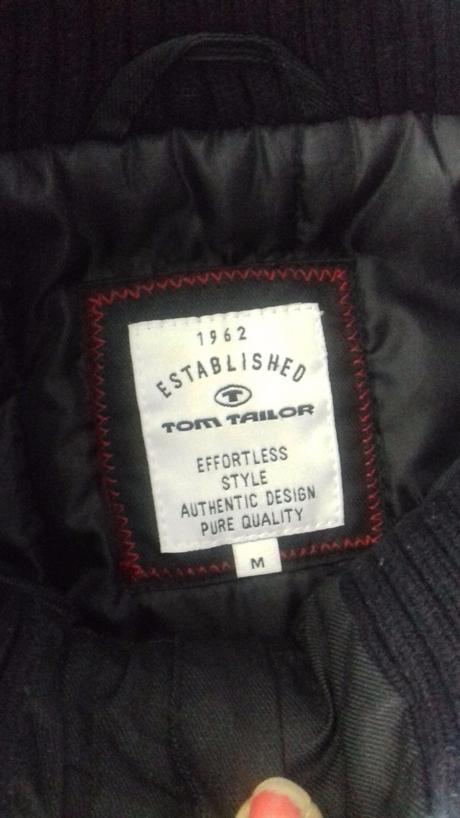 1962
ESTABLISHED
T
TOM TAILOR
EFFORTLESS
STYLE
AUTHENTIC DESIGN
PURE QUALITY
M